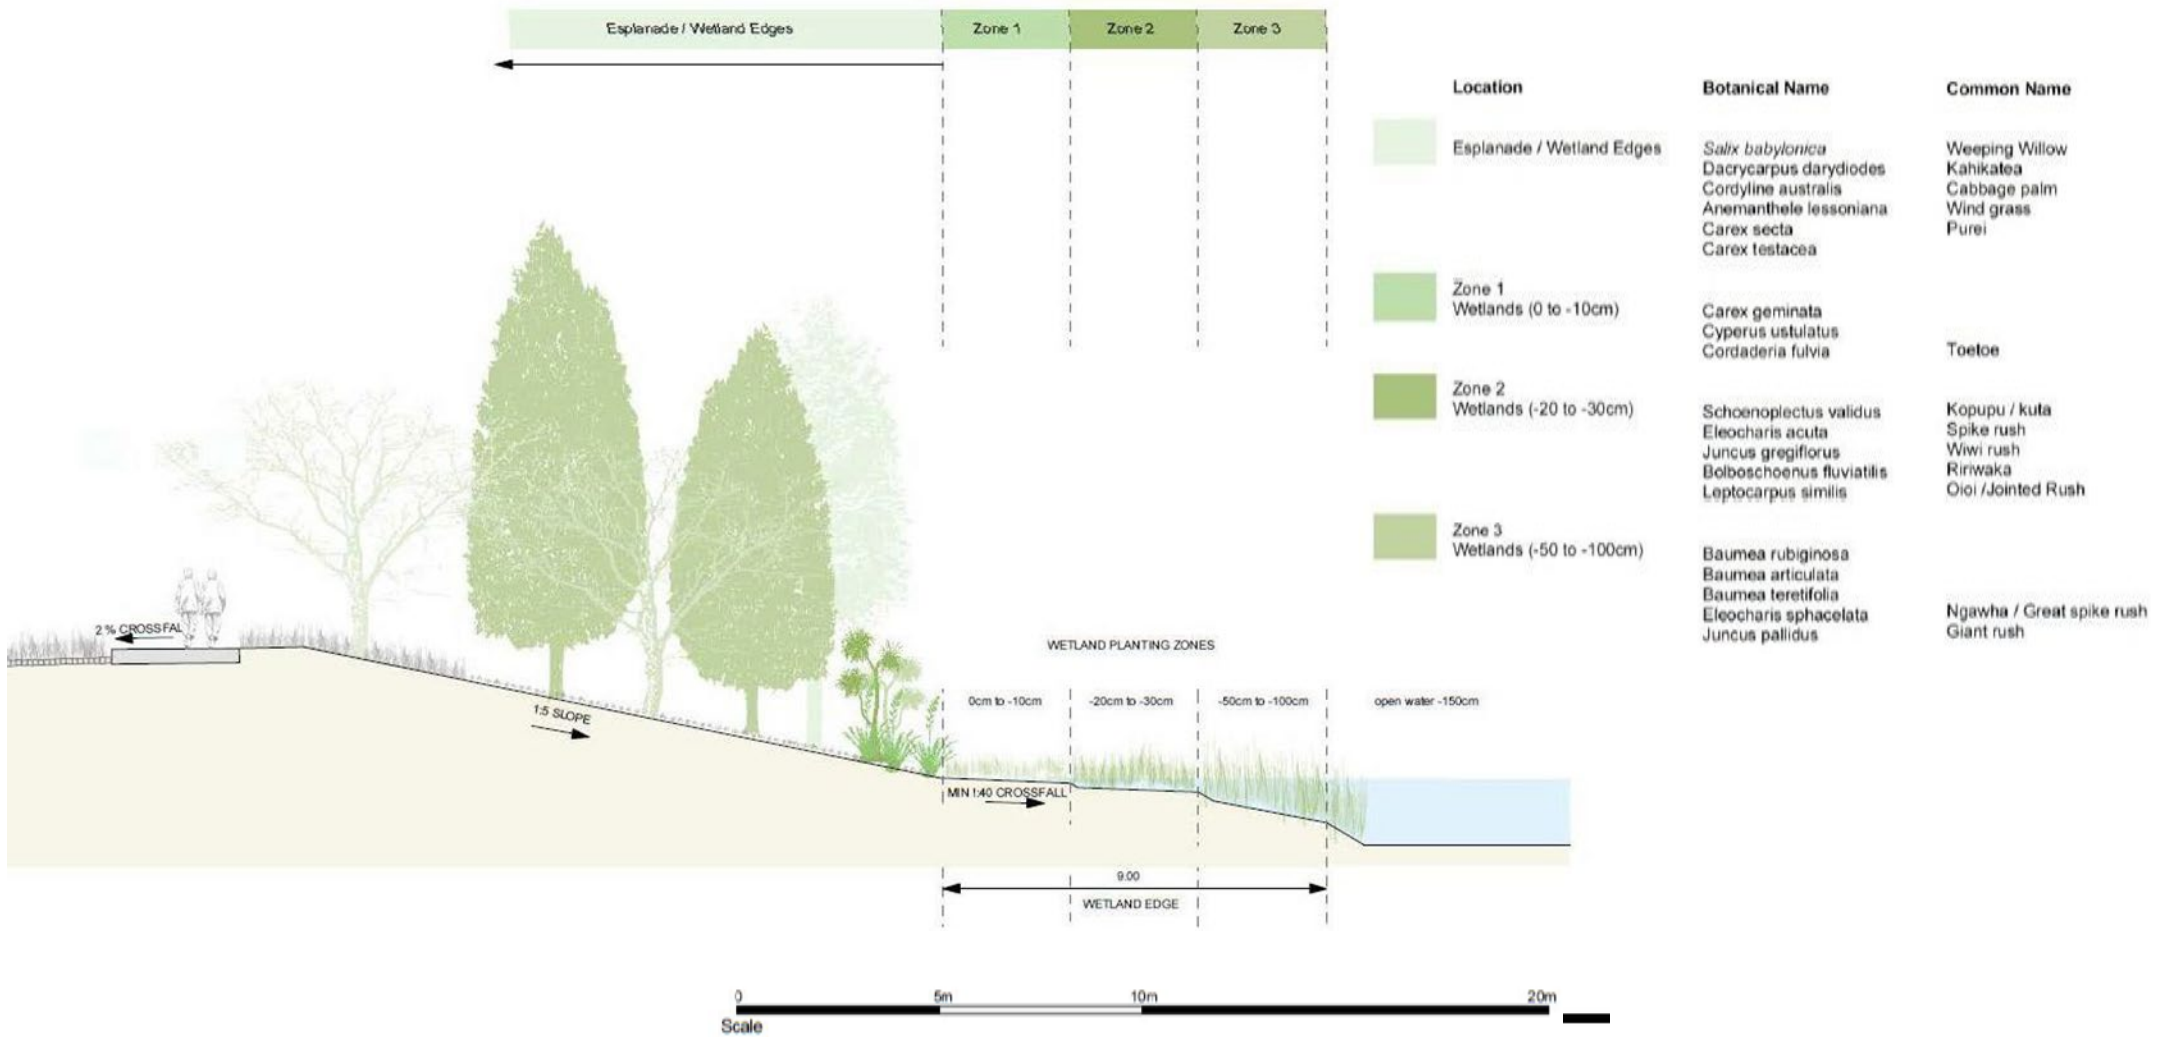 Esplanade / Wetland Edges
Zone 1
Zone 2
Zone 3
Location
Botanical Name
Common Name
Esplanade / Wetland Edges
Salix babylonica
Weeping Willow
Dacrycarpus darydiodes
Kahikatea
Cordyline australis
Cabbage palm
Anemanthele lessoniana
Wind grass
Carex secta
Purei
Carex testacea
Zone 1
Wetlands (0 to -10cm)
Carex geminata
Cyperus ustulatus
Cordaderia fulvia
Toetoe
Zone 2
Wetlands (-20 to -30cm)
Schoenoplectus validus
Kopupu / kuta
Eleocharis acuta
Spike rush
Juncus gregiflorus
Wiwi rush
Bolboschoenus fluviatilis
Ririwaka
Leptocarpus similis
Oioi /Jointed Rush
Zone 3
Wetlands (-50 to -100cm)
Baumea rubiginosa
Baumea articulata
Baumea teretifolia
Eleocharis sphacelata
Ngawha / Great spike rush
Juncus pallidus
Giant rush
2 % CROSSFAL
1:5 SLOPE
WETLAND PLANTING ZONES
0cm to -10cm
-20cm to -30cm
-50cm to -100cm
open water -150cm
MIN 1:40 CROSSFALL
9.00
WETLAND EDGE
0
5m
10m
20m
Scale